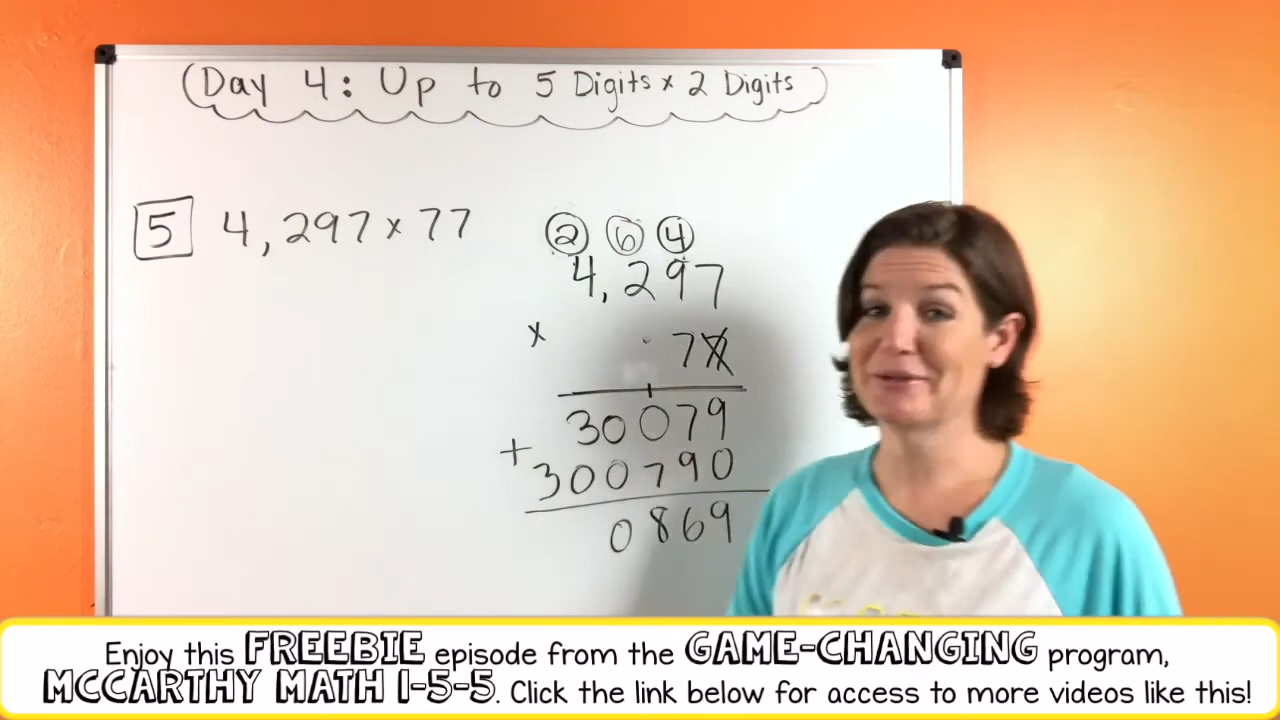 (Day 4: Up to 5 Digits x 2 Digits)
5 4,297 x 77
2 6 4
4,297
x 77
30079
+ 300790
0869
Enjoy this FREEBIE episode from the GAME-CHANGING program,
MCCARTHY MATH 1-5-5. Click the link below for access to more videos like this!